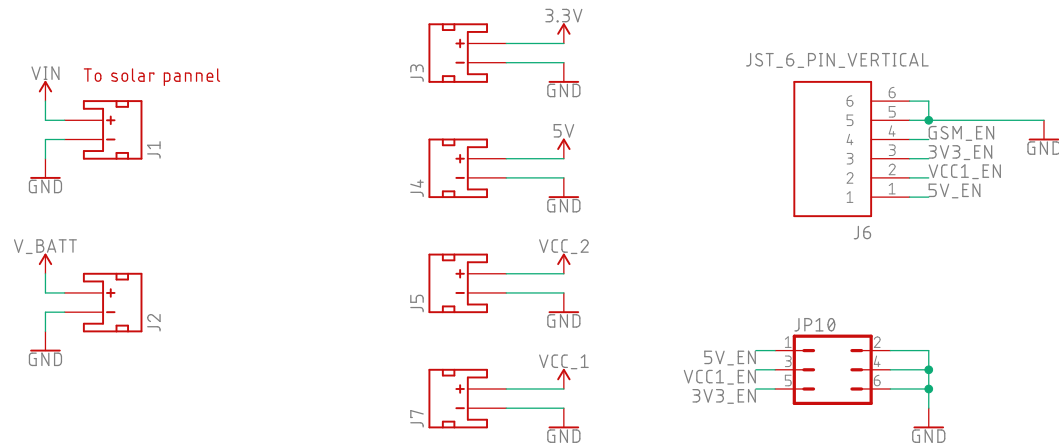 VIN
To solar pannel
J1
GND
V_BATT
J2
GND
3.3V
J3
GND
5V
J4
GND
VCC_2
J5
GND
VCC_1
J7
GND
JST_6_PIN_VERTICAL
6 6
5 5
4 4 GSM_EN
3 3 3V3_EN
2 2 VCC1_EN
1 1 5V_EN
GND
J6
JP10
5V_EN 1 2
VCC1_EN 3 4
3V3_EN 5 6
GND